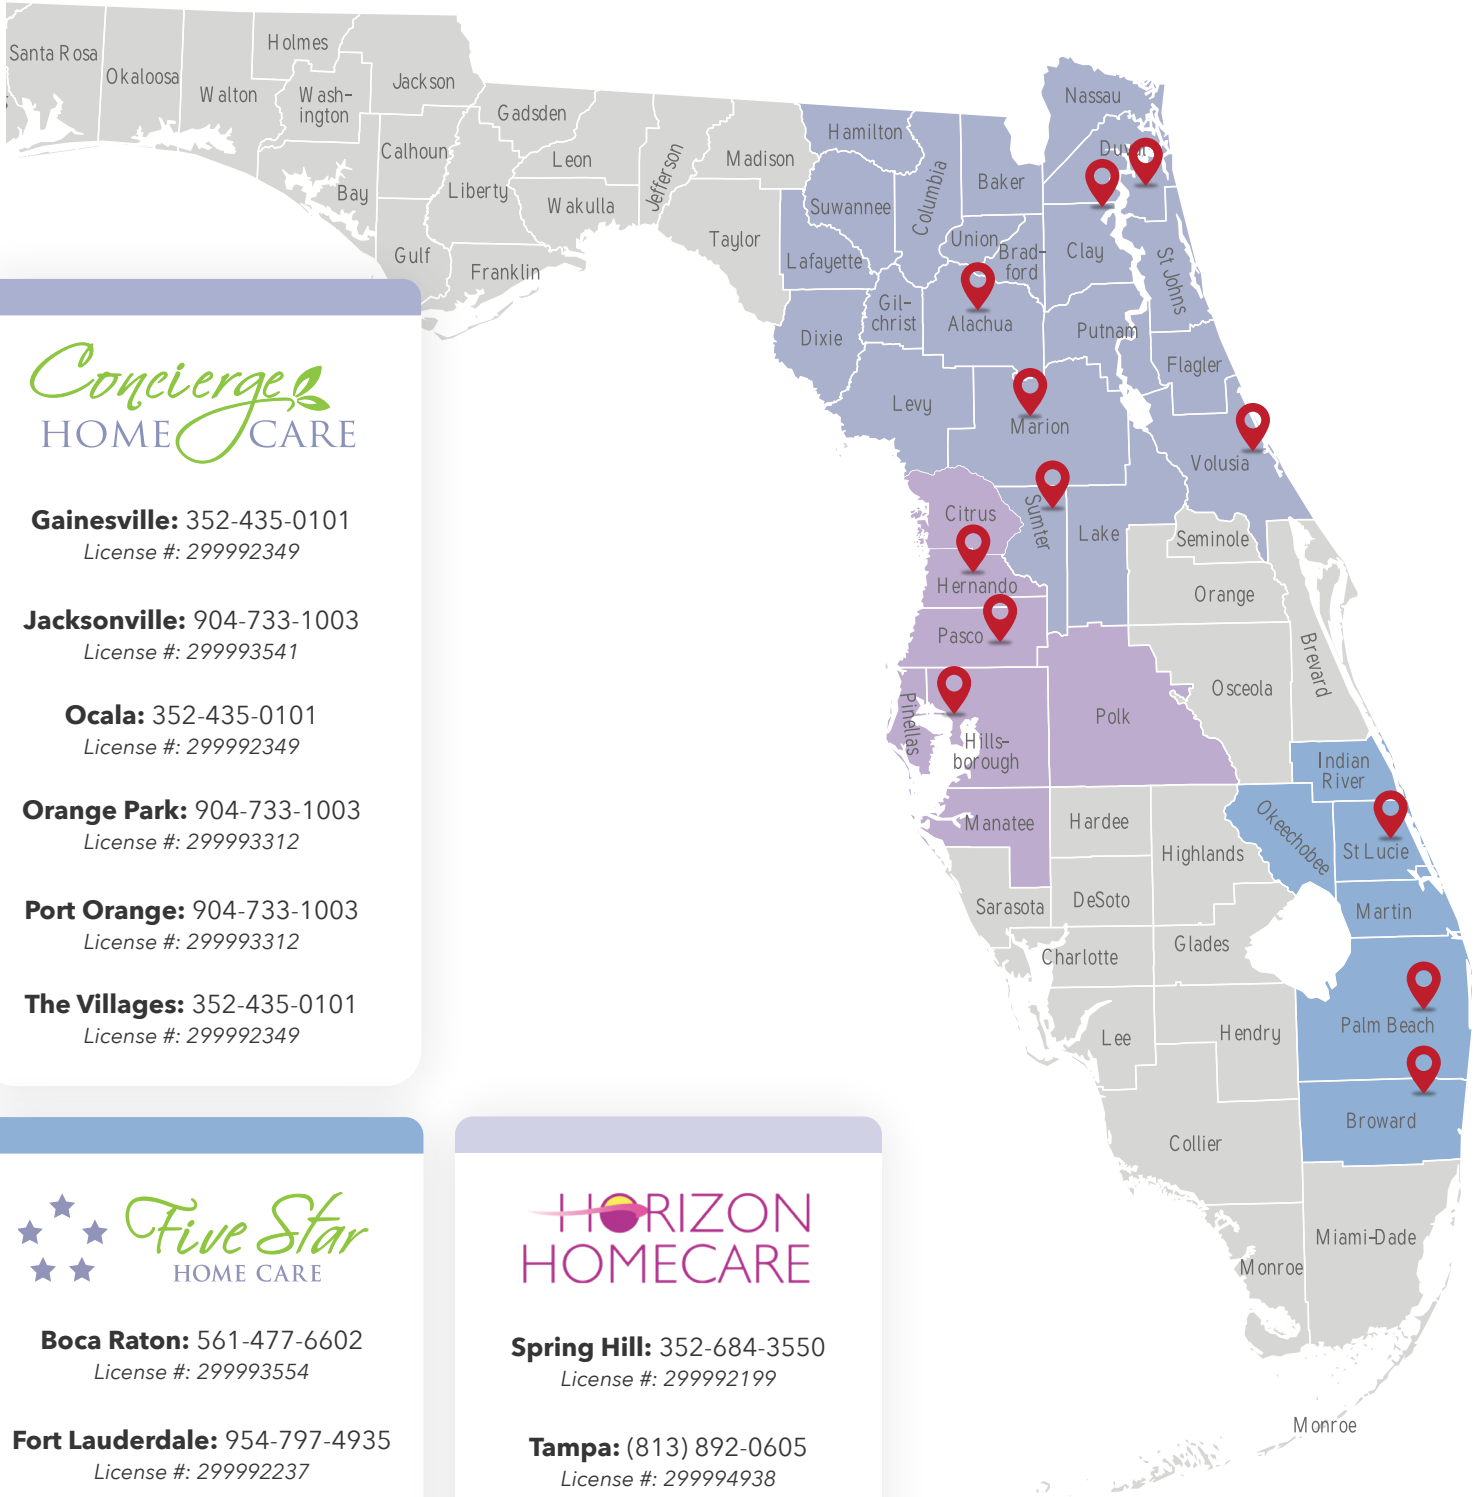 Santa Rosa
Okaloosa
Walton
Holmes
Wash-
ington
Jackson
Bay
Calhoun
Gulf
Liberty
Gadsden
Leon
Wakulla
Franklin
Jefferson
Madison
Taylor
Hamilton
Suwannee
Lafayette
Columbia
Baker
Union
Brad-
ford
Nassau
Duval
Clay
St Johns
Dixie
Gil-
christ
Alachua
Putnam
Flagler
Levy
Marion
Volusia
Citrus
Sumter
Lake
Seminole
Hernando
Orange
Pasco
Brevard
Osceola
Pinellas
Hills-
borough
Polk
Indian
River
Manatee
Hardee
Highlands
Okeechobee
St Lucie
Sarasota
DeSoto
Martin
Charlotte
Glades
Lee
Hendry
Palm Beach
Broward
Collier
Miami-Dade
Monroe
Monroe
Concierge
HOME CARE
Gainesville: 352-435-0101
License #: 299992349
Jacksonville: 904-733-1003
License #: 299993541
Ocala: 352-435-0101
License #: 299992349
Orange Park: 904-733-1003
License #: 299993312
Port Orange: 904-733-1003
License #: 299993312
The Villages: 352-435-0101
License #: 299992349
Five Star
HOME CARE
Boca Raton: 561-477-6602
License #: 299993554
Fort Lauderdale: 954-797-4935
License #: 299992237
HORIZON
HOMECARE
Spring Hill: 352-684-3550
License #: 299992199
Tampa: (813) 892-0605
License #: 299994938